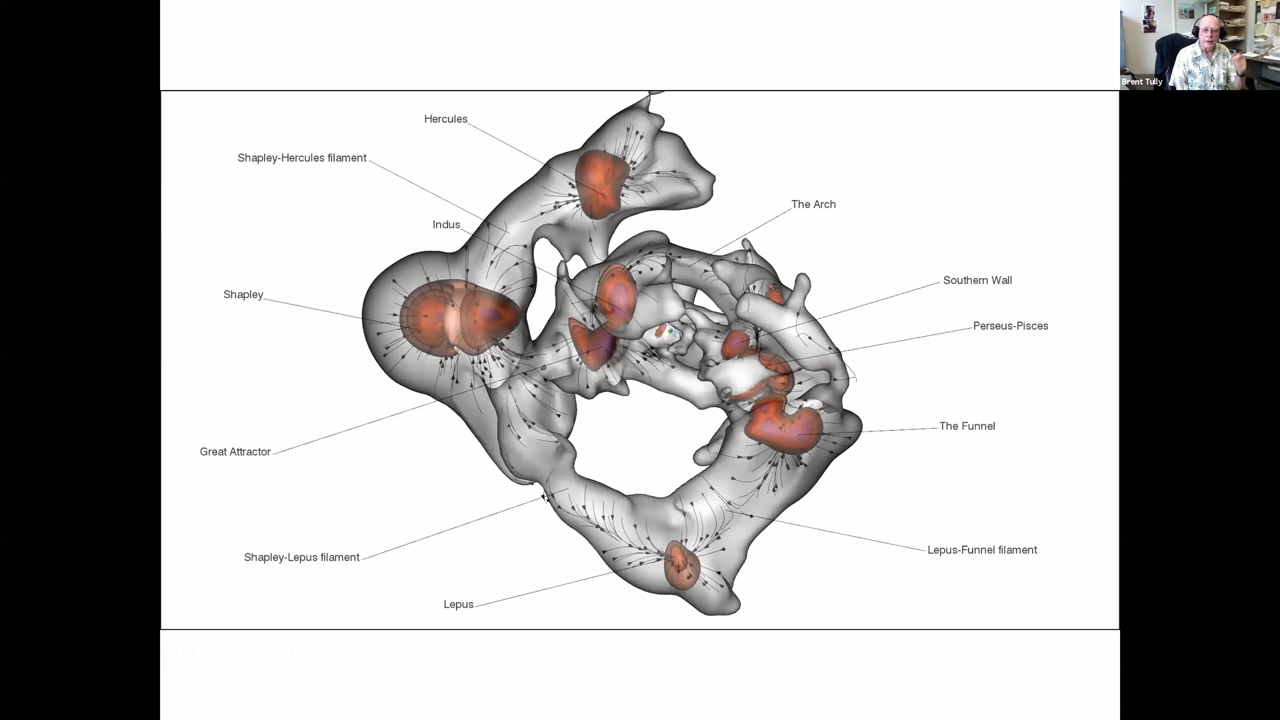 Brent Tully
Hercules
Shapley-Hercules filament
The Arch
Indus
Southern Wall
Shapley
Perseus-Pisces
The Funnel
Great Attractor
Lepus-Funnel filament
Shapley-Lepus filament
Lepus